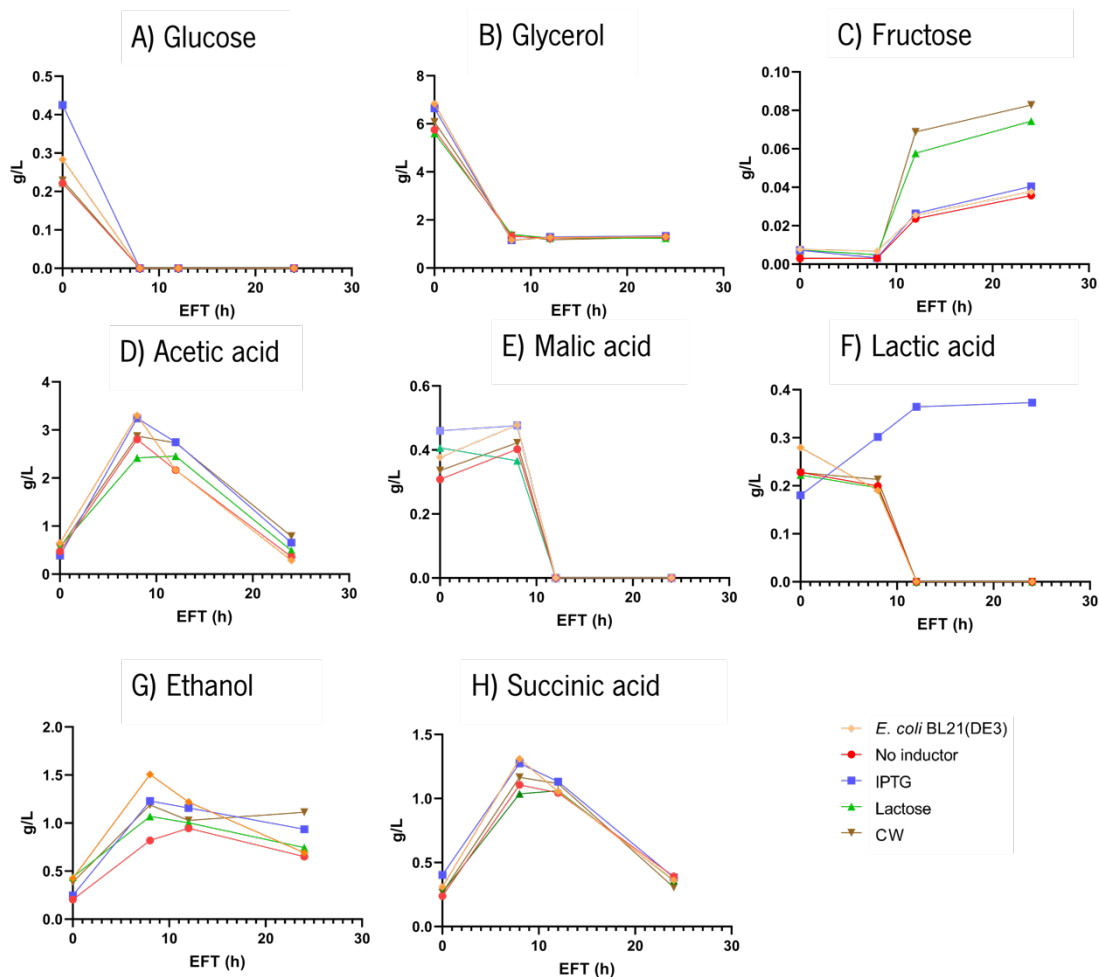 A) Glucose
B) Glycerol
C) Fructose
0.5
0.4
0.3
0.2
0.1
0.0
g/L
0
10
20
30
EFT (h)
8
6
4
2
0
g/L
0
10
20
30
EFT (h)
0.10
0.08
0.06
0.04
0.02
0.00
g/L
0
10
20
30
EFT (h)
D) Acetic acid
E) Malic acid
F) Lactic acid
4
3
2
1
0
g/L
0
10
20
30
EFT (h)
0.6
0.4
0.2
0.0
g/L
0
10
20
30
EFT (h)
0.4
0.3
0.2
0.1
0.0
g/L
0
10
20
30
EFT (h)
G) Ethanol
H) Succinic acid
2.0
1.5
1.0
0.5
0.0
g/L
0
10
20
30
EFT (h)
1.5
1.0
0.5
0.0
g/L
0
10
20
30
EFT (h)
E. coli BL21(DE3)
No inductor
IPTG
Lactose
CW